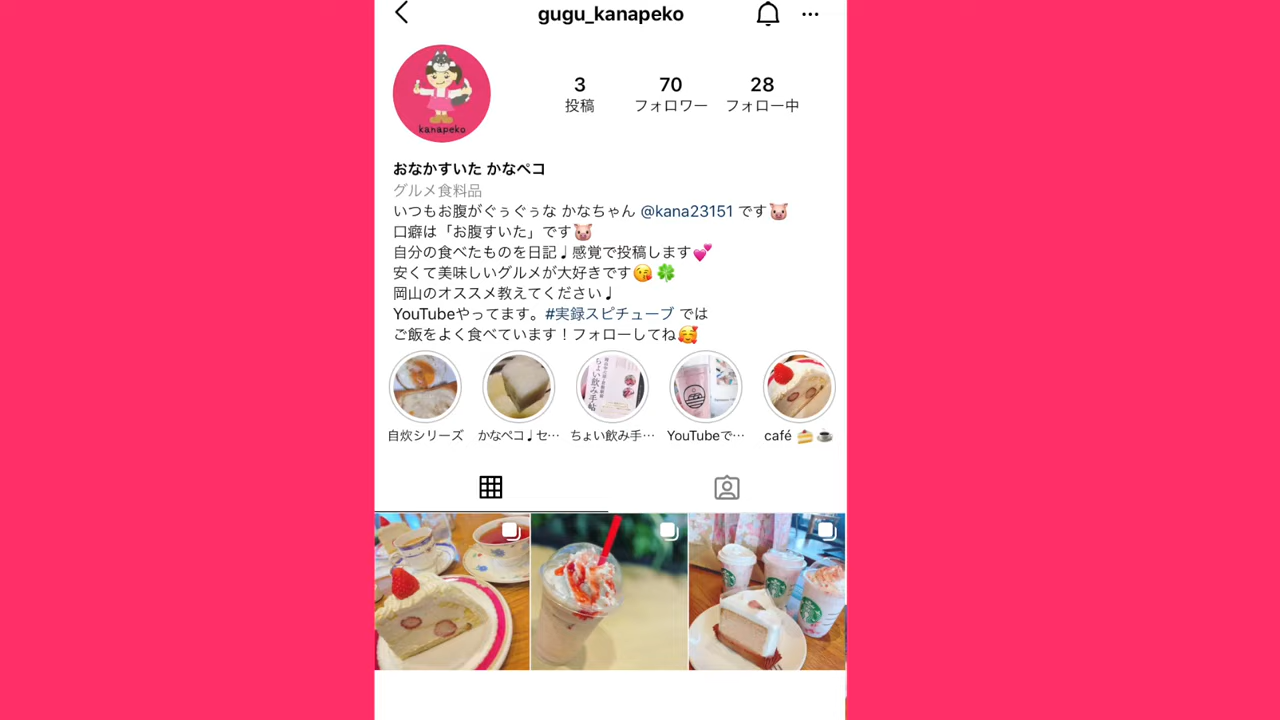 gugu_kanapeko
kanapeko
3
70
28
投稿
フォロワー
フォロー中
おなかすいた かなペコ
グルメ食料品
いつもお腹がぐぅぐぅな かなちゃん @kana23151 です🐷
口癖は「お腹すいた」です🐷
自分の食べたものを日記♩感覚で投稿します💕
安くて美味しいグルメが大好きです😘🍀
岡山のオススメ教えてください♩
YouTubeやってます。#実録スピチューブ では
ご飯をよく食べています！フォローしてね🥰
ちょい飲み手帖
自炊シリーズ
かなペコ♩セ…
ちょい飲み手…
YouTubeで…
café 🍰☕